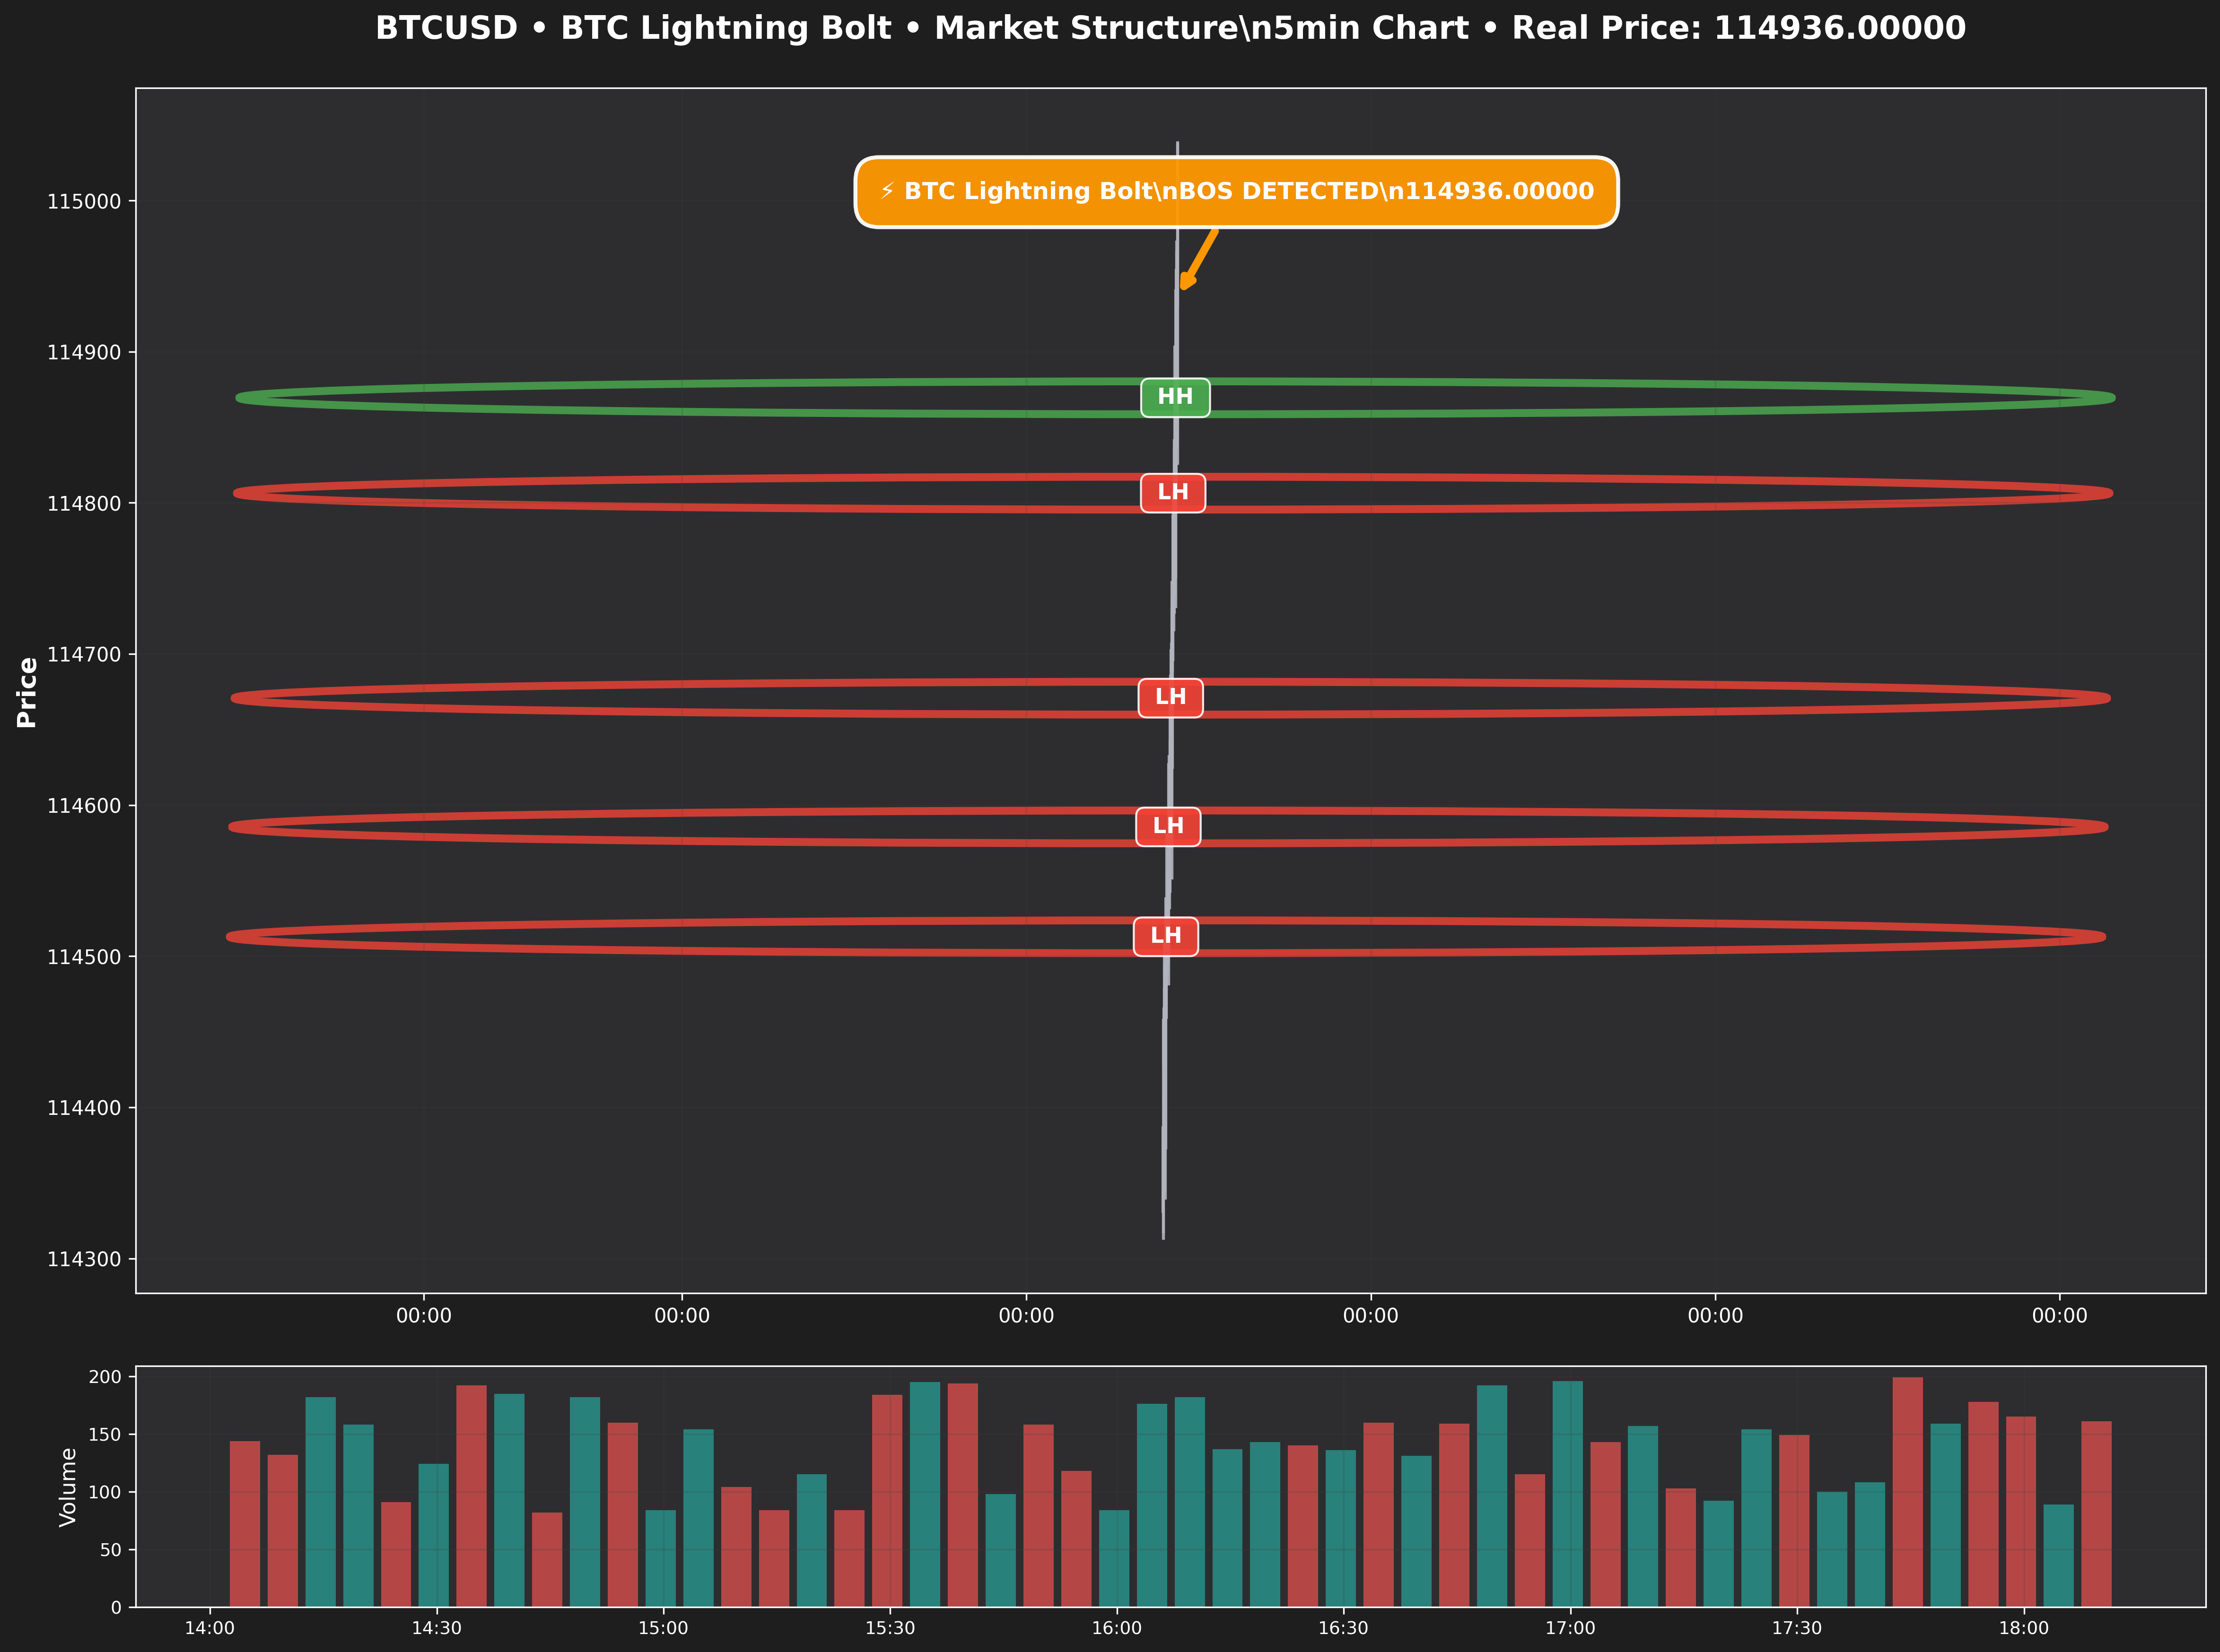 BTCUSD • BTC Lightning Bolt • Market Structure\n5min Chart • Real Price: 114936.00000
⚡ BTC Lightning Bolt\nBOS DETECTED\n114936.00000
115000
114900
HH
114800
LH
Price
114700
LH
114600
LH
114500
LH
114400
114300
00:00 00:00 00:00 00:00 00:00 00:00
Volume
200
150
100
50
0
14:00 14:30 15:00 15:30 16:00 16:30 17:00 17:30 18:00